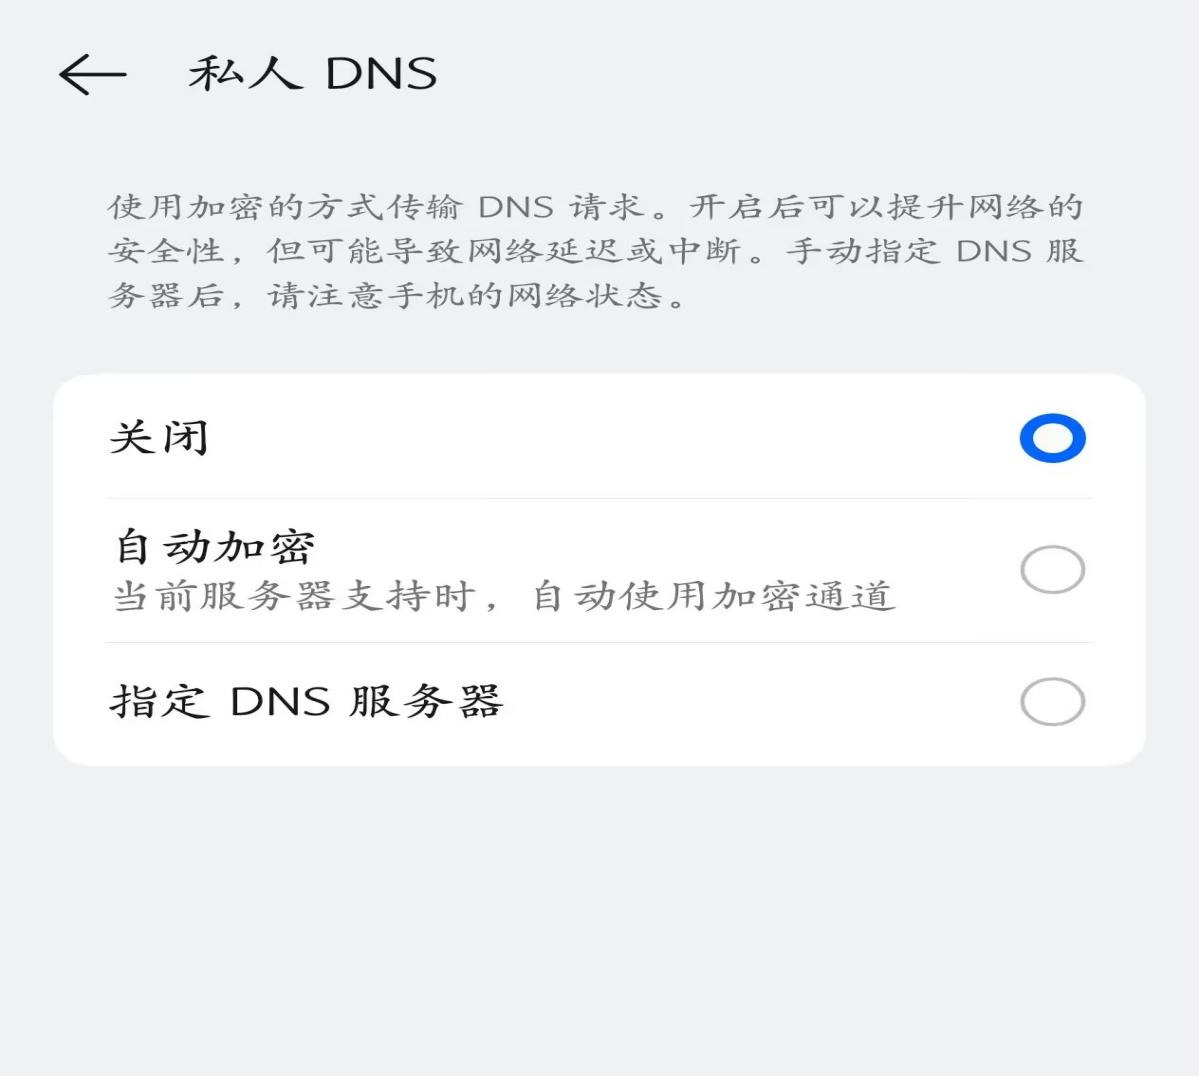 私人 DNS
使用加密的方式传输 DNS 请求。开启后可以提升网络的
安全性，但可能导致网络延迟或中断。手动指定 DNS 服
务器后，请注意手机的网络状态。
关闭
自动加密
当前服务器支持时，自动使用加密通道
指定 DNS 服务器